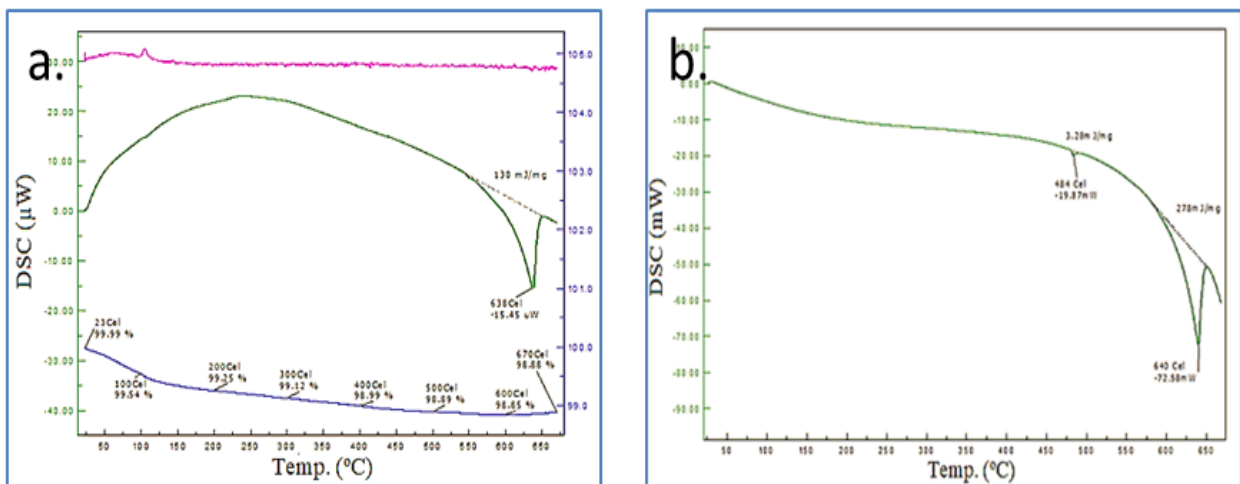 a.
30.00
20.00
10.00
0.00
-10.00
-20.00
-30.00
-40.00
DSC (µW)
105.0
104.0
103.0
102.0
101.0
100.0
99.0
130 mJ/mg
638Cel
-15.45 uW
23Cel
99.99 %
100Cel
99.54 %
200Cel
99.25 %
300Cel
99.12 %
400Cel
98.99 %
500Cel
98.89 %
600Cel
98.85 %
670Cel
98.88 %
50 100 150 200 250 300 350 400 450 500 550 600 650
Temp. (ºC)
b.
10.00
0.00
-10.00
-20.00
-30.00
-40.00
-50.00
-60.00
-70.00
-80.00
-90.00
DSC (mW)
3.28mJ/mg
484 Cel
-19.87mW
278mJ/mg
640 Cel
-72.58mW
50 100 150 200 250 300 350 400 450 500 550 600 650
Temp. (ºC)